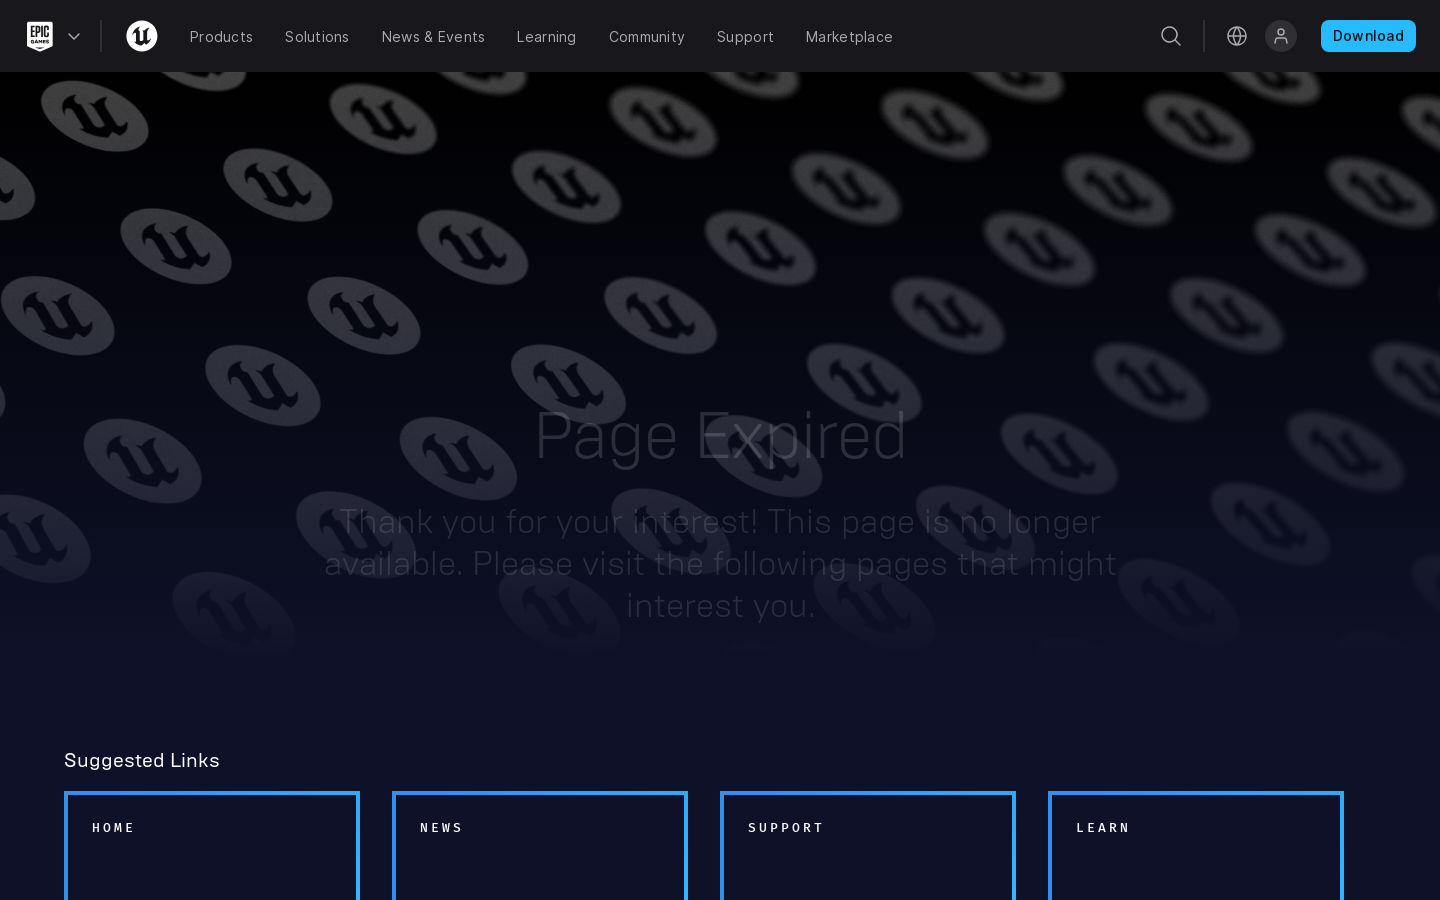 EPIC GAMES
Products Solutions News & Events Learning Community Support Marketplace Download
Page Expired
Thank you for your interest! This page is no longer
available. Please visit the following pages that might
interest you.
Suggested Links
HOME NEWS SUPPORT LEARN